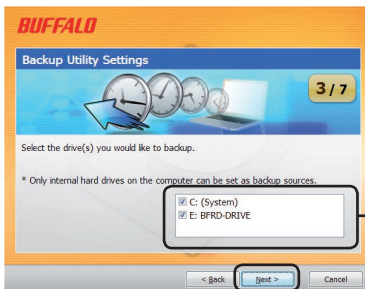 BUFFALO
Backup Utility Settings
3 / 7
Select the drive(s) you would like to backup.
* Only internal hard drives on the computer can be set as backup sources.
C: (System)
E: BFRD-DRIVE
< Back
Next >
Cancel